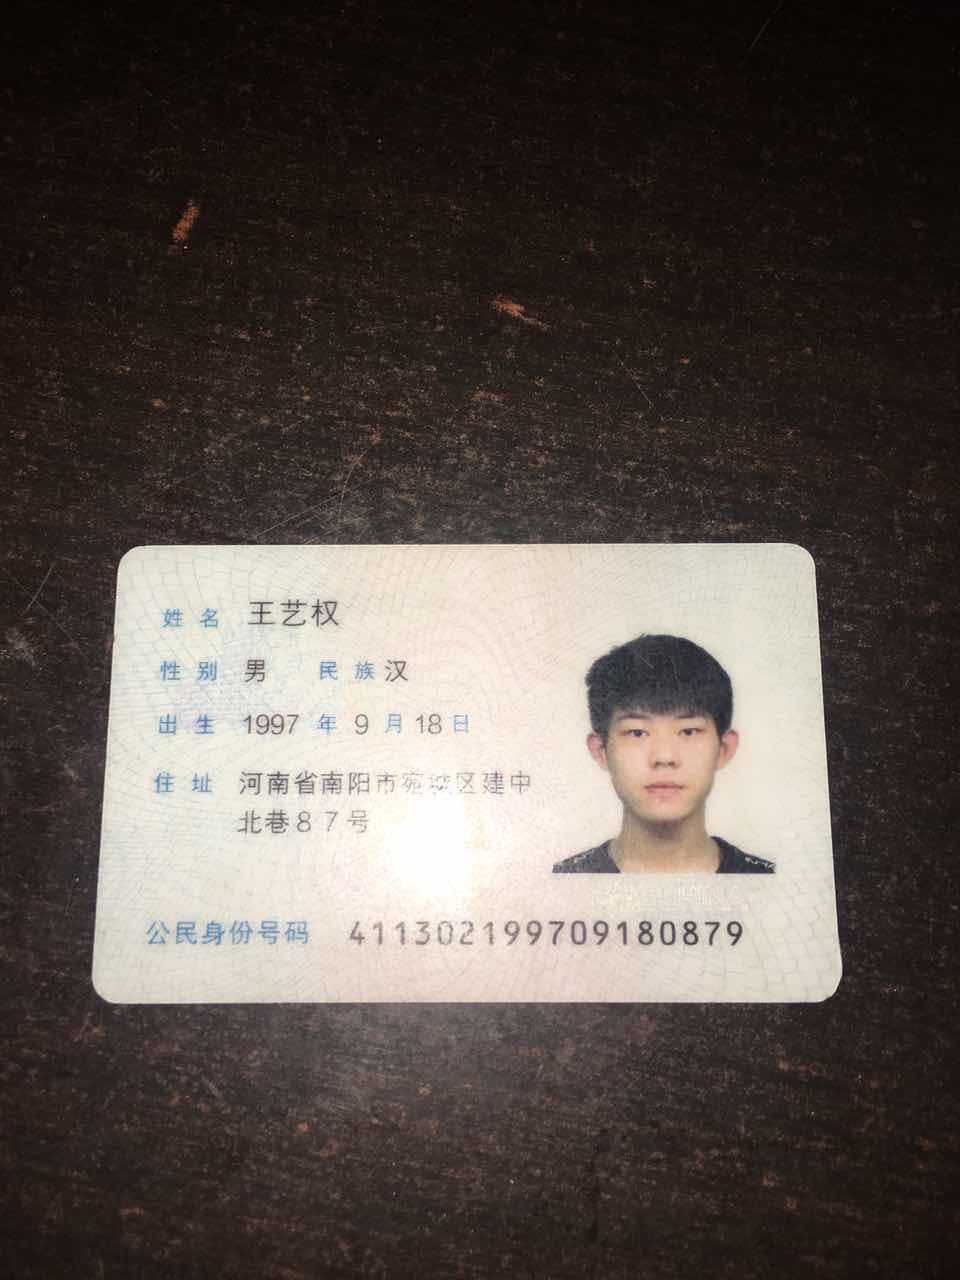 姓名 王艺权
性别 男 民族 汉
出生 1997 年 9 月 18 日
住址 河南省南阳市宛城区建中
北巷87号
公民身份号码 411302199709180879